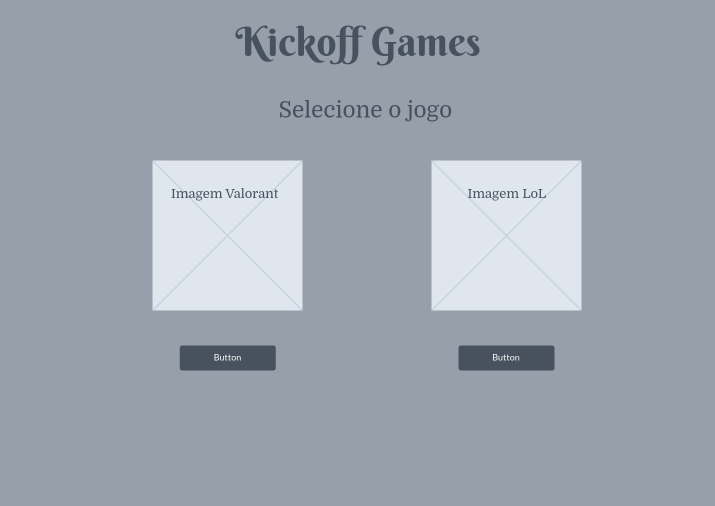 Kickoff Games
Selecione o jogo
Imagem Valorant
Imagem LoL
Button
Button